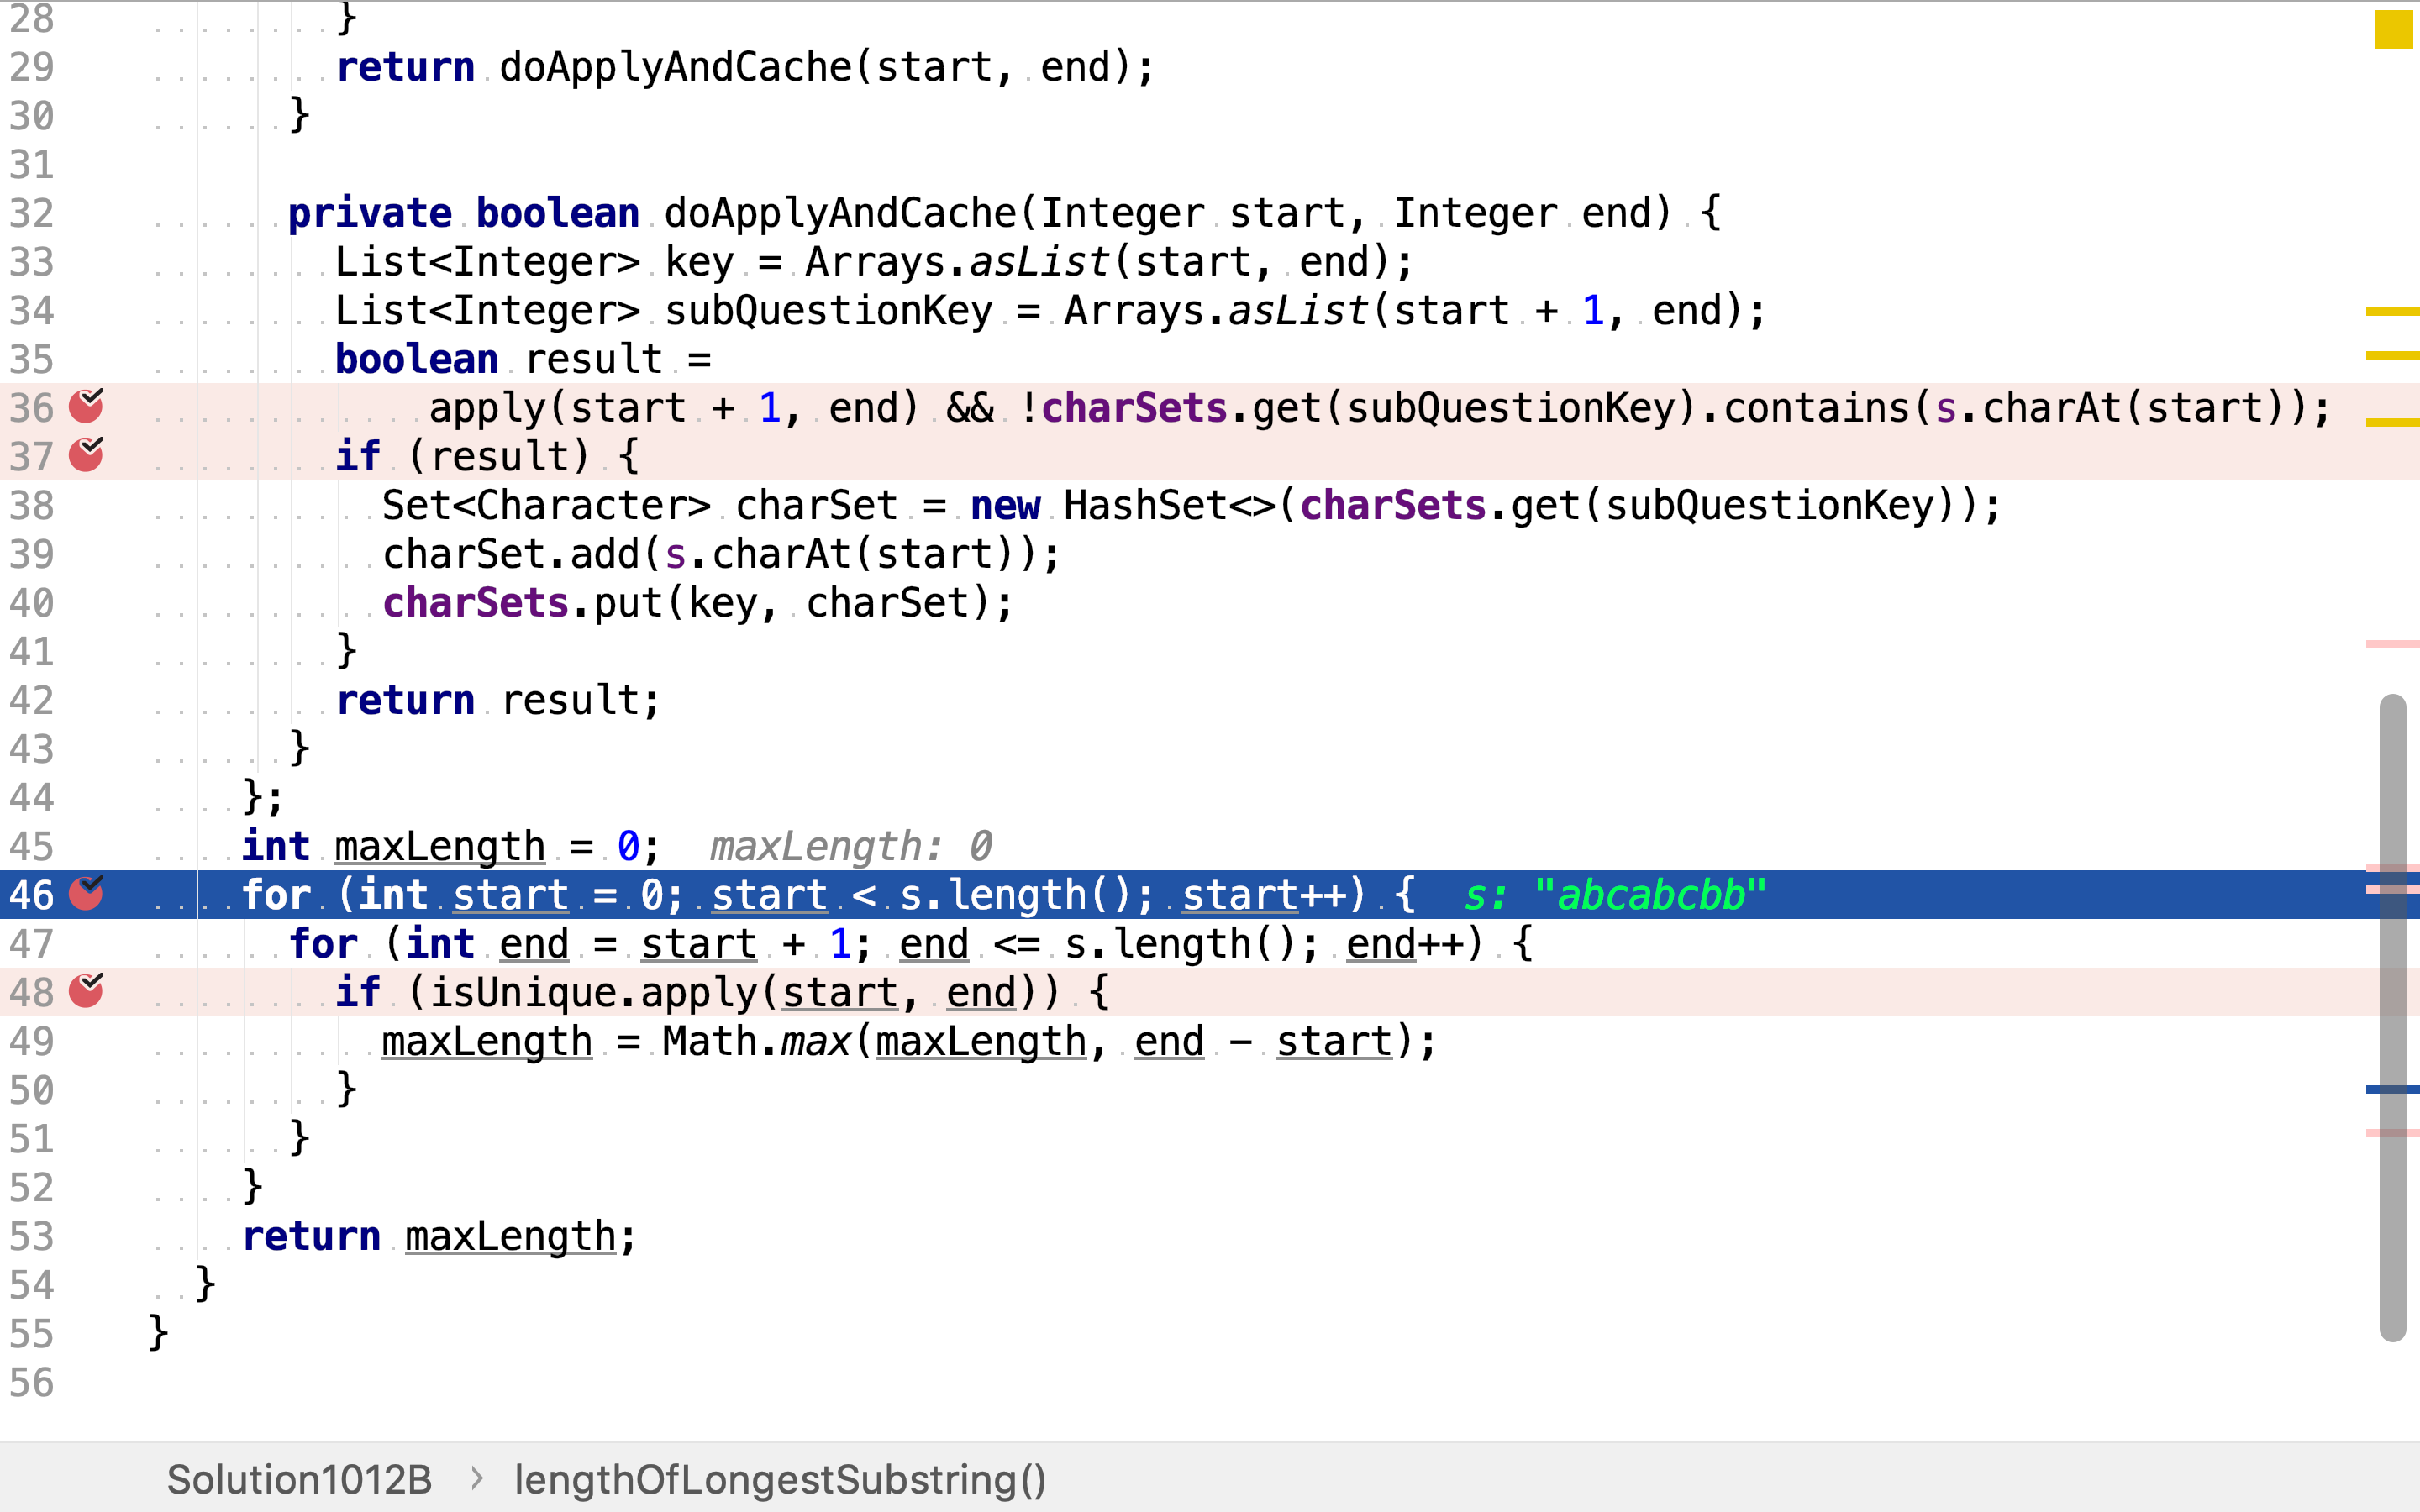 28 }
29 return doApplyAndCache(start, end);
30 }
31
32 private boolean doApplyAndCache(Integer start, Integer end) {
33 List<Integer> key = Arrays.asList(start, end);
34 List<Integer> subQuestionKey = Arrays.asList(start + 1, end);
35 boolean result =
36 apply(start + 1, end) && !charSets.get(subQuestionKey).contains(s.charAt(start));
37 if (result) {
38 Set<Character> charSet = new HashSet<>(charSets.get(subQuestionKey));
39 charSet.add(s.charAt(start));
40 charSets.put(key, charSet);
41 }
42 return result;
43 }
44 };
45 int maxLength = 0; maxLength: 0
46 for (int start = 0; start < s.length(); start++) { s: "abcabcbb"
47 for (int end = start + 1; end <= s.length(); end++) {
48 if (isUnique.apply(start, end)) {
49 maxLength = Math.max(maxLength, end - start);
50 }
51 }
52 }
53 return maxLength;
54 }
55 }
56
Solution1012B > lengthOfLongestSubstring()